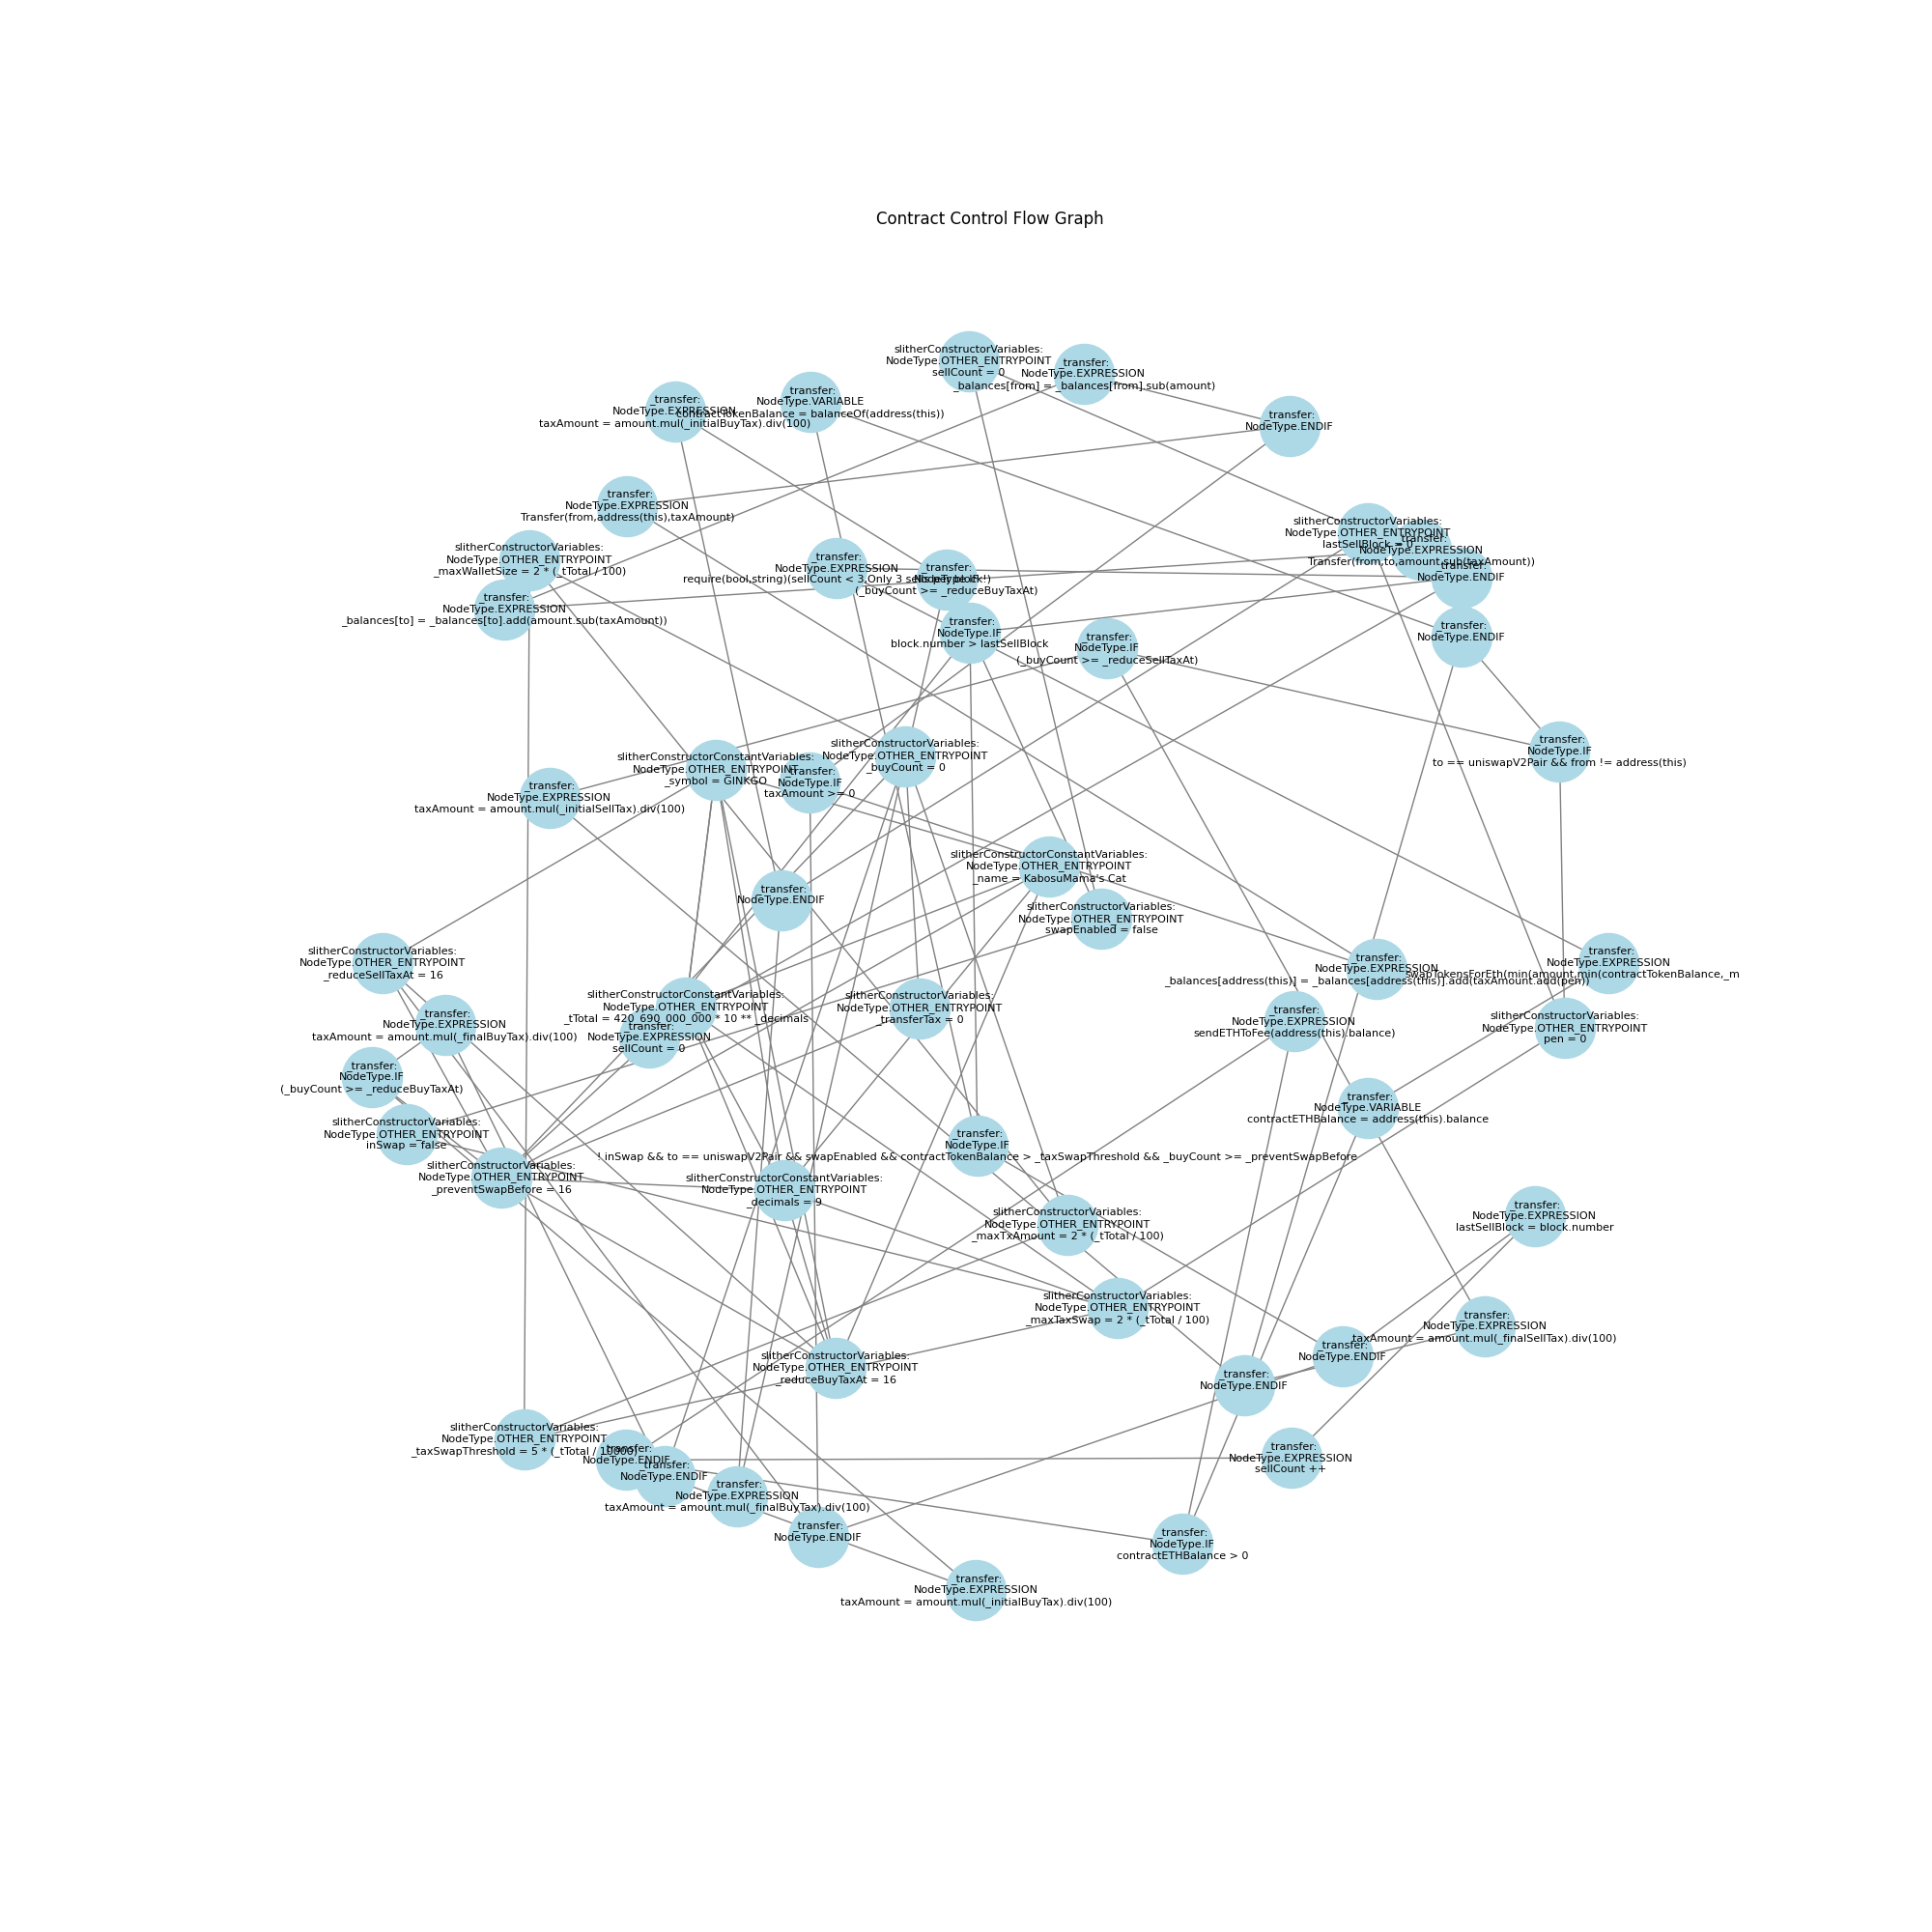 Contract Control Flow Graph
slitherConstructorVariables:
NodeType.OTHER_ENTRYPOINT
sellCount = 0
_transfer:
NodeType.EXPRESSION
_balances[from] = _balances[from].sub(amount)
_transfer:
NodeType.EXPRESSION
taxAmount = amount.mul(_initialBuyTax).div(100)
_transfer:
NodeType.VARIABLE
contractTokenBalance = balanceOf(address(this))
_transfer:
NodeType.ENDIF
_transfer:
NodeType.EXPRESSION
Transfer(from,address(this),taxAmount)
slitherConstructorVariables:
NodeType.OTHER_ENTRYPOINT
lastSellBlock = 0
_transfer:
NodeType.EXPRESSION
Transfer(from,to,amount.sub(taxAmount))
_transfer:
NodeType.ENDIF
slitherConstructorVariables:
NodeType.OTHER_ENTRYPOINT
_maxWalletSize = 2 * (_tTotal / 100)
_transfer:
NodeType.EXPRESSION
require(bool,string)(sellCount < 3,Only 3 sells per block!)
_transfer:
NodeType.IF
(_buyCount >= _reduceBuyTaxAt)
_transfer:
NodeType.EXPRESSION
_balances[to] = _balances[to].add(amount.sub(taxAmount))
_transfer:
NodeType.IF
block.number > lastSellBlock
_transfer:
NodeType.IF
(_buyCount >= _reduceSellTaxAt)
_transfer:
NodeType.ENDIF
_transfer:
NodeType.IF
to == uniswapV2Pair && from != address(this)
slitherConstructorConstantVariables:
NodeType.OTHER_ENTRYPOINT
_symbol = GINKGO
_transfer:
NodeType.IF
taxAmount >= 0
slitherConstructorVariables:
NodeType.OTHER_ENTRYPOINT
_buyCount = 0
_transfer:
NodeType.EXPRESSION
taxAmount = amount.mul(_initialSellTax).div(100)
slitherConstructorConstantVariables:
NodeType.OTHER_ENTRYPOINT
_name = KabosuMama's Cat
_transfer:
NodeType.ENDIF
slitherConstructorVariables:
NodeType.OTHER_ENTRYPOINT
swapEnabled = false
slitherConstructorVariables:
NodeType.OTHER_ENTRYPOINT
_reduceSellTaxAt = 16
_transfer:
NodeType.EXPRESSION
_balances[address(this)] = _balances[address(this)].add(taxAmount.add(pen))
_transfer:
NodeType.EXPRESSION
swapTokensForEth(min(amount,min(contractTokenBalance,_m
slitherConstructorConstantVariables:
NodeType.OTHER_ENTRYPOINT
_tTotal = 420_690_000_000 * 10 ** _decimals
slitherConstructorVariables:
NodeType.OTHER_ENTRYPOINT
_transferTax = 0
_transfer:
NodeType.EXPRESSION
taxAmount = amount.mul(_finalBuyTax).div(100)
_transfer:
NodeType.EXPRESSION
sellCount = 0
_transfer:
NodeType.EXPRESSION
sendETHToFee(address(this).balance)
slitherConstructorVariables:
NodeType.OTHER_ENTRYPOINT
pen = 0
_transfer:
NodeType.IF
(_buyCount >= _reduceBuyTaxAt)
slitherConstructorVariables:
NodeType.OTHER_ENTRYPOINT
inSwap = false
_transfer:
NodeType.VARIABLE
contractETHBalance = address(this).balance
_transfer:
NodeType.IF
! inSwap && to == uniswapV2Pair && swapEnabled && contractTokenBalance > _taxSwapThreshold && _buyCount >= _preventSwapBefore
slitherConstructorVariables:
NodeType.OTHER_ENTRYPOINT
_preventSwapBefore = 16
slitherConstructorConstantVariables:
NodeType.OTHER_ENTRYPOINT
_decimals = 9
slitherConstructorVariables:
NodeType.OTHER_ENTRYPOINT
_maxTxAmount = 2 * (_tTotal / 100)
_transfer:
NodeType.EXPRESSION
lastSellBlock = block.number
slitherConstructorVariables:
NodeType.OTHER_ENTRYPOINT
_maxTaxSwap = 2 * (_tTotal / 100)
_transfer:
NodeType.EXPRESSION
taxAmount = amount.mul(_finalSellTax).div(100)
_transfer:
NodeType.ENDIF
slitherConstructorVariables:
NodeType.OTHER_ENTRYPOINT
_reduceBuyTaxAt = 16
_transfer:
NodeType.ENDIF
slitherConstructorVariables:
NodeType.OTHER_ENTRYPOINT
_taxSwapThreshold = 5 * (_tTotal / 10000)
_transfer:
NodeType.ENDIF
_transfer:
NodeType.ENDIF
_transfer:
NodeType.EXPRESSION
sellCount ++
_transfer:
NodeType.EXPRESSION
taxAmount = amount.mul(_finalBuyTax).div(100)
_transfer:
NodeType.ENDIF
_transfer:
NodeType.IF
contractETHBalance > 0
_transfer:
NodeType.EXPRESSION
taxAmount = amount.mul(_initialBuyTax).div(100)